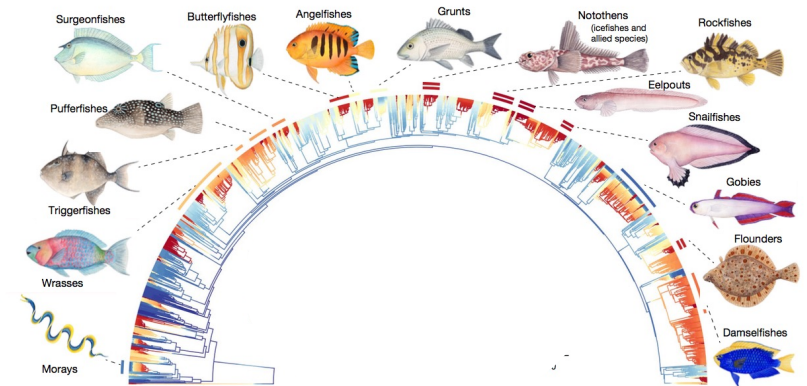 Surgeonfishes
Butterflyfishes
Angelfishes
Grunts
Notothens
(icefishes and
allied species)
Rockfishes
Eelpouts
Pufferfishes
Snailfishes
Triggerfishes
Gobies
Wrasses
Flounders
Damselfishes
Morays